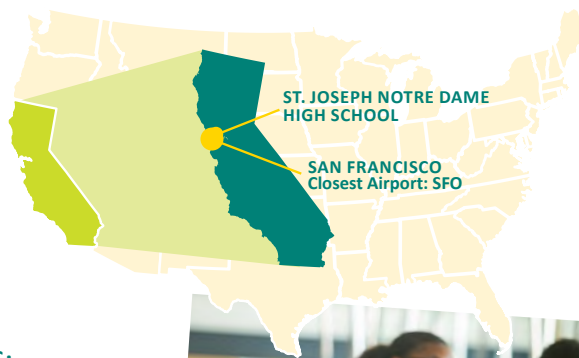 ST. JOSEPH NOTRE DAME
HIGH SCHOOL
SAN FRANCISCO
Closest Airport: SFO